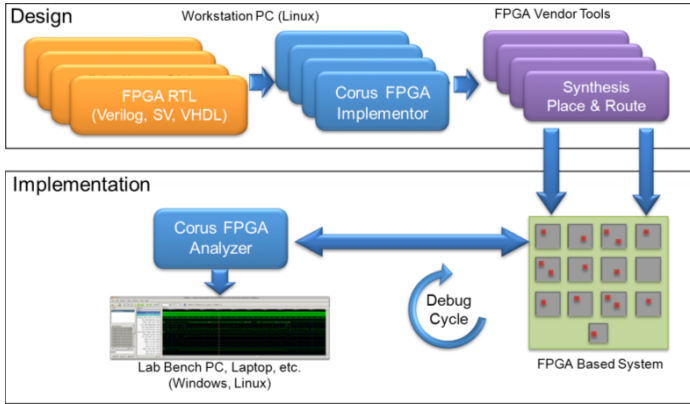 Design
Workstation PC (Linux)
FPGA Vendor Tools
FPGA RTL
(Verilog, SV, VHDL)
Corus FPGA
Implementor
Synthesis
Place & Route
Implementation
Corus FPGA
Analyzer
Debug
Cycle
Lab Bench PC, Laptop, etc.
(Windows, Linux)
FPGA Based System